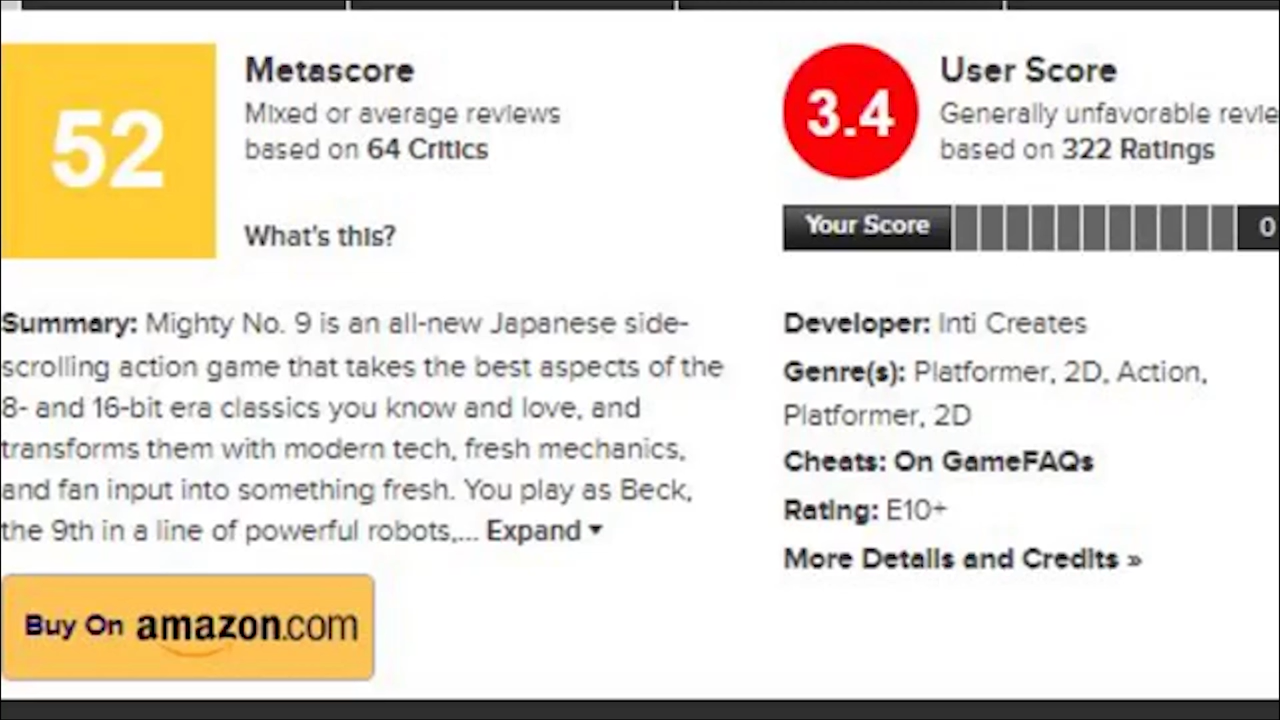 52
Metascore
Mixed or average reviews
based on 64 Critics
What's this?
Summary: Mighty No. 9 is an all-new Japanese side-
scrolling action game that takes the best aspects of the
8- and 16-bit era classics you know and love, and
transforms them with modern tech, fresh mechanics,
and fan input into something fresh. You play as Beck,
the 9th in a line of powerful robots,... Expand
Buy On amazon.com
3.4
User Score
Generally unfavorable revie
based on 322 Ratings
Your Score
0
Developer: Inti Creates
Genre(s): Platformer, 2D, Action,
Platformer, 2D
Cheats: On GameFAQs
Rating: E10+
More Details and Credits »